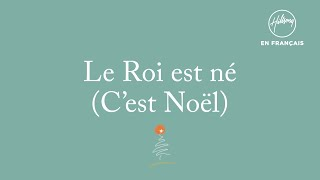 Hillsong
EN FRANÇAIS
Le Roi est né
(C’est Noël)